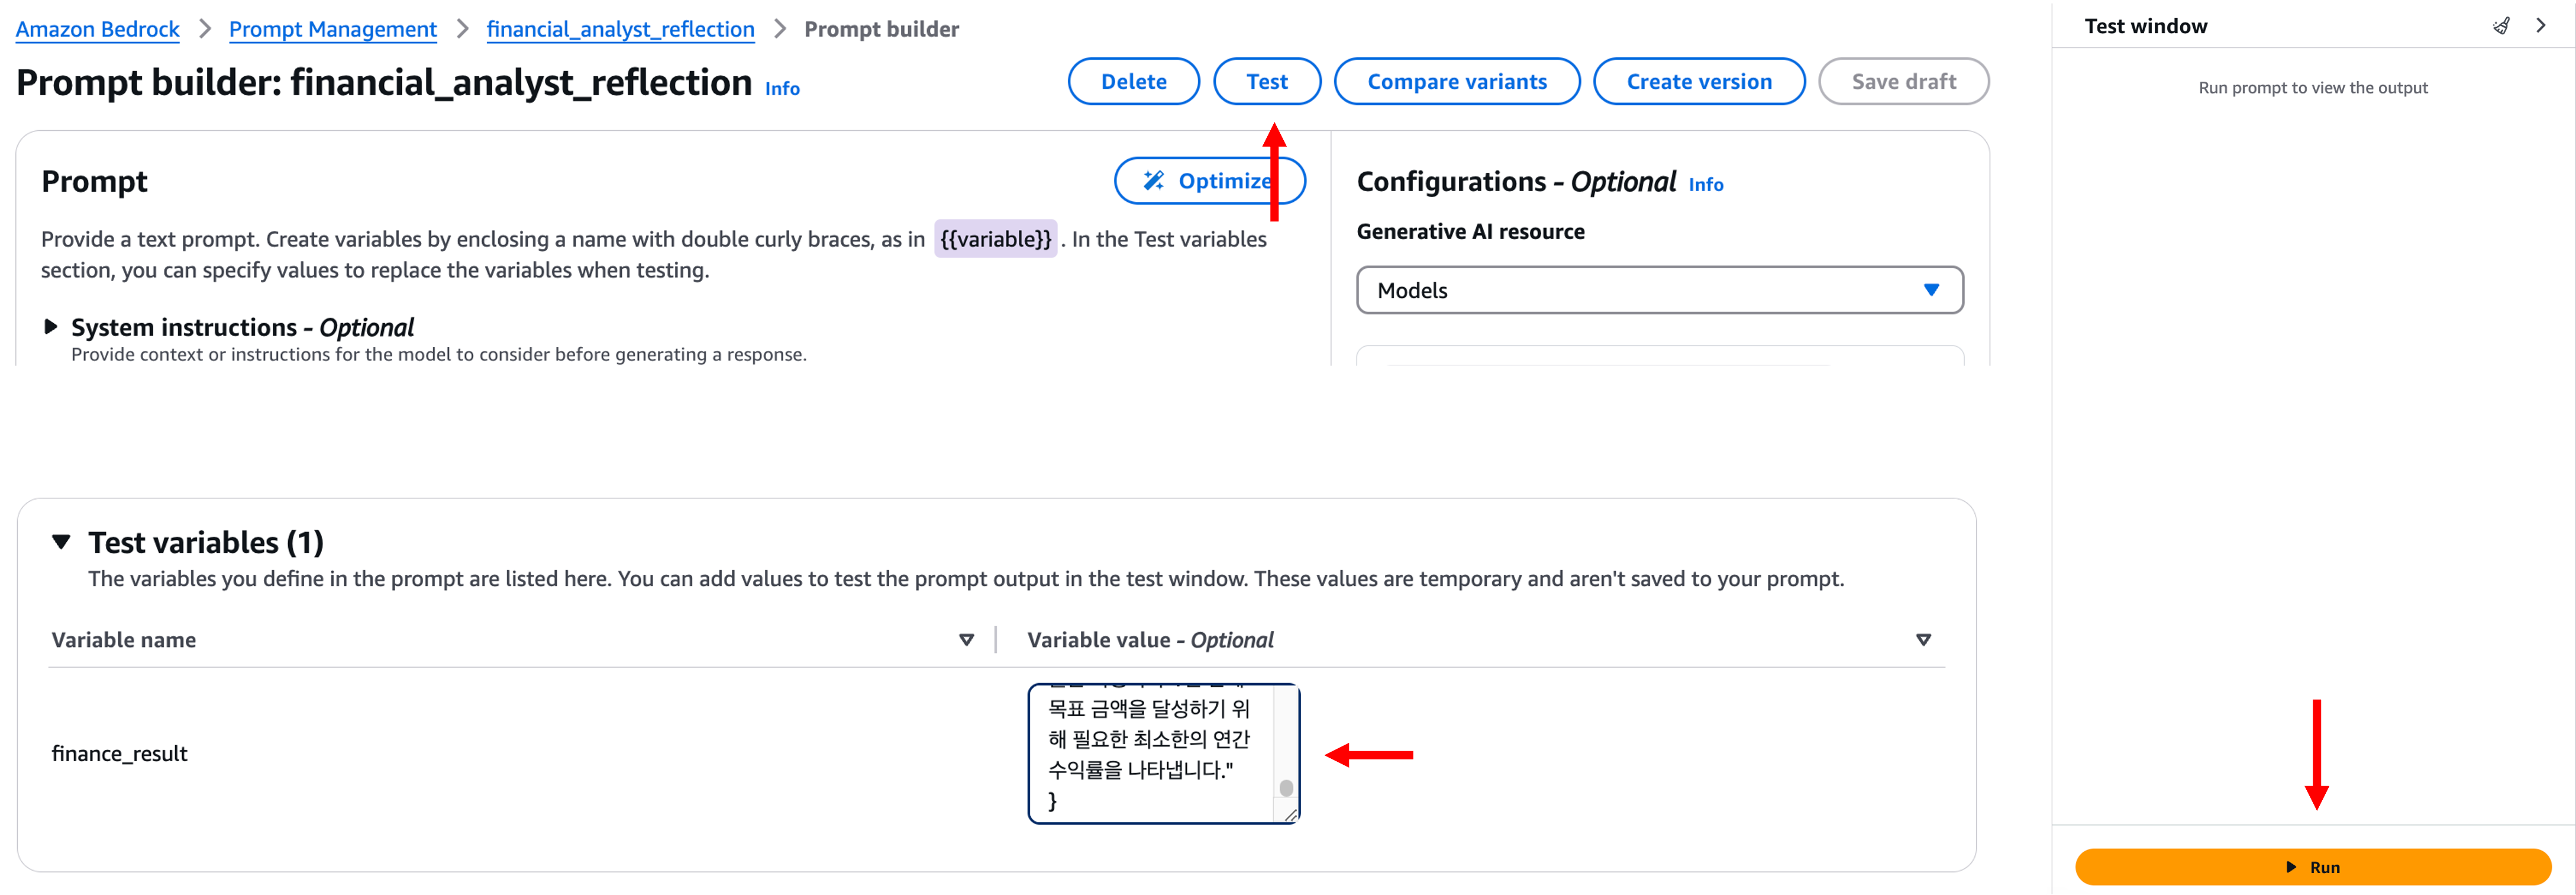 Amazon Bedrock > Prompt Management > financial_analyst_reflection > Prompt builder
Prompt builder: financial_analyst_reflection Info
Delete
Test
Compare variants
Create version
Save draft
Prompt
Optimize
Provide a text prompt. Create variables by enclosing a name with double curly braces, as in {{variable}} . In the Test variables
section, you can specify values to replace the variables when testing.
System instructions - Optional
Provide context or instructions for the model to consider before generating a response.
Configurations - Optional Info
Generative AI resource
Models
Test variables (1)
The variables you define in the prompt are listed here. You can add values to test the prompt output in the test window. These values are temporary and aren't saved to your prompt.
Variable name
Variable value - Optional
finance_result
목표 금액을 달성하기 위
해 필요한 최소한의 연간
수익률을 나타냅니다."
}
Test window
Run prompt to view the output
Run